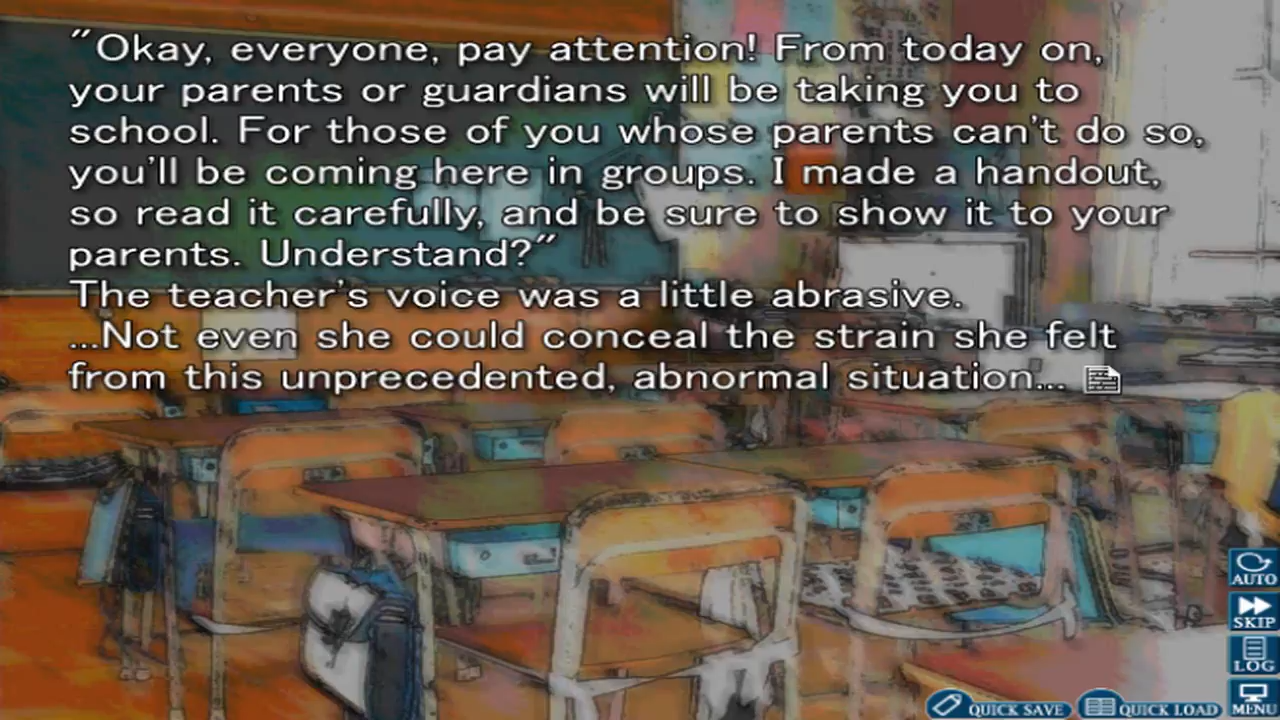 "Okay, everyone, pay attention! From today on,
your parents or guardians will be taking you to
school. For those of you whose parents can't do so,
you'll be coming here in groups. I made a handout,
so read it carefully, and be sure to show it to your
parents. Understand?"
The teacher's voice was a little abrasive.
...Not even she could conceal the strain she felt
from this unprecedented, abnormal situation...
AUTO
SKIP
LOG
QUICK SAVE
QUICK LOAD
MENU